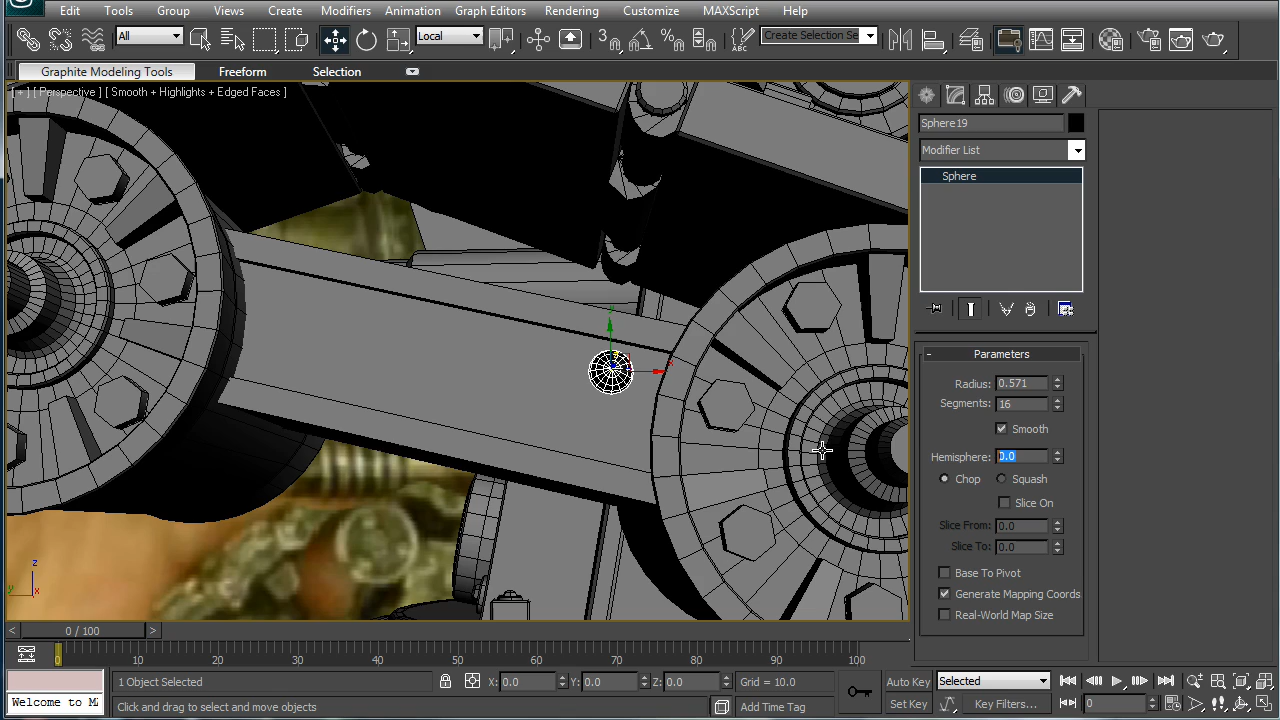 Edit Tools Group Views Create Modifiers Animation Graph Editors Rendering Customize MAXScript Help
All Local Create Selection Se
Graphite Modeling Tools Freeform Selection
[ + ] [ Perspective ] [ Smooth + Highlights + Edged Faces ]
Sphere19
Modifier List
Sphere
- Parameters
Radius: 0.571
Segments: 16
Smooth
Hemisphere: 0.0
Chop Squash
Slice On
Slice From: 0.0
Slice To: 0.0
Base To Pivot
Generate Mapping Coords
Real-World Map Size
y
x
z
y x
< 0 / 100 >
0 10 20 30 40 50 60 70 80 90 100
1 Object Selected X: 0.0 Y: 0.0 Z: 0.0 Grid = 10.0 Auto Key Selected
Welcome to M Click and drag to select and move objects Add Time Tag Set Key Key Filters... 0